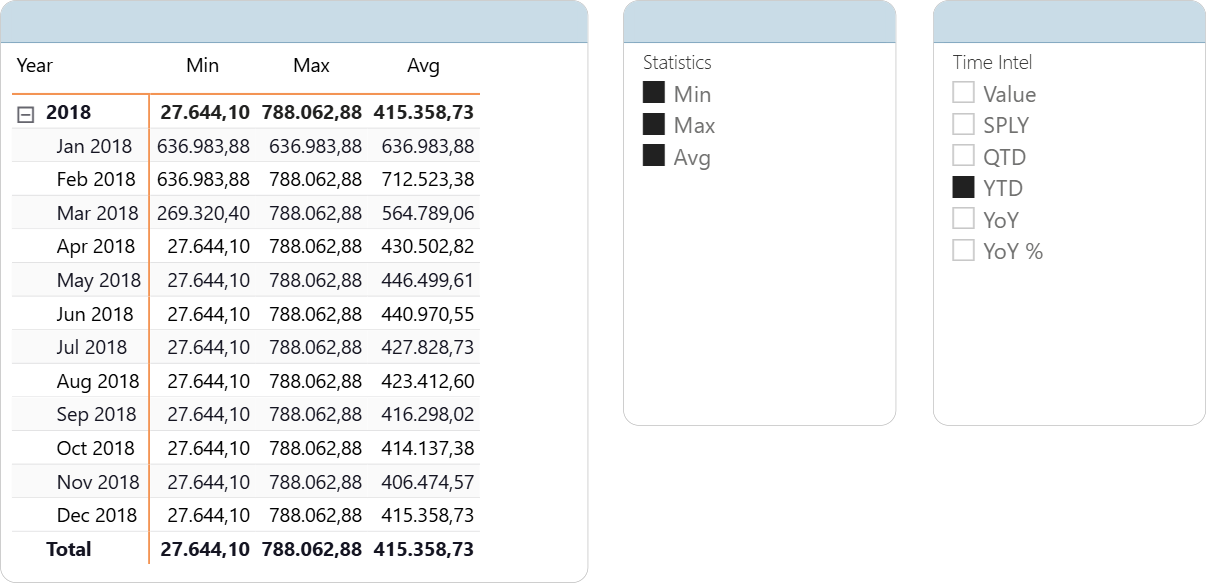 Year Min Max Avg
2018 27.644,10 788.062,88 415.358,73
Jan 2018 636.983,88 636.983,88 636.983,88
Feb 2018 636.983,88 788.062,88 712.523,38
Mar 2018 269.320,40 788.062,88 564.789,06
Apr 2018 27.644,10 788.062,88 430.502,82
May 2018 27.644,10 788.062,88 446.499,61
Jun 2018 27.644,10 788.062,88 440.970,55
Jul 2018 27.644,10 788.062,88 427.828,73
Aug 2018 27.644,10 788.062,88 423.412,60
Sep 2018 27.644,10 788.062,88 416.298,02
Oct 2018 27.644,10 788.062,88 414.137,38
Nov 2018 27.644,10 788.062,88 406.474,57
Dec 2018 27.644,10 788.062,88 415.358,73
Total 27.644,10 788.062,88 415.358,73
Statistics
Min
Max
Avg
Time Intel
Value
SPLY
QTD
YTD
YoY
YoY %